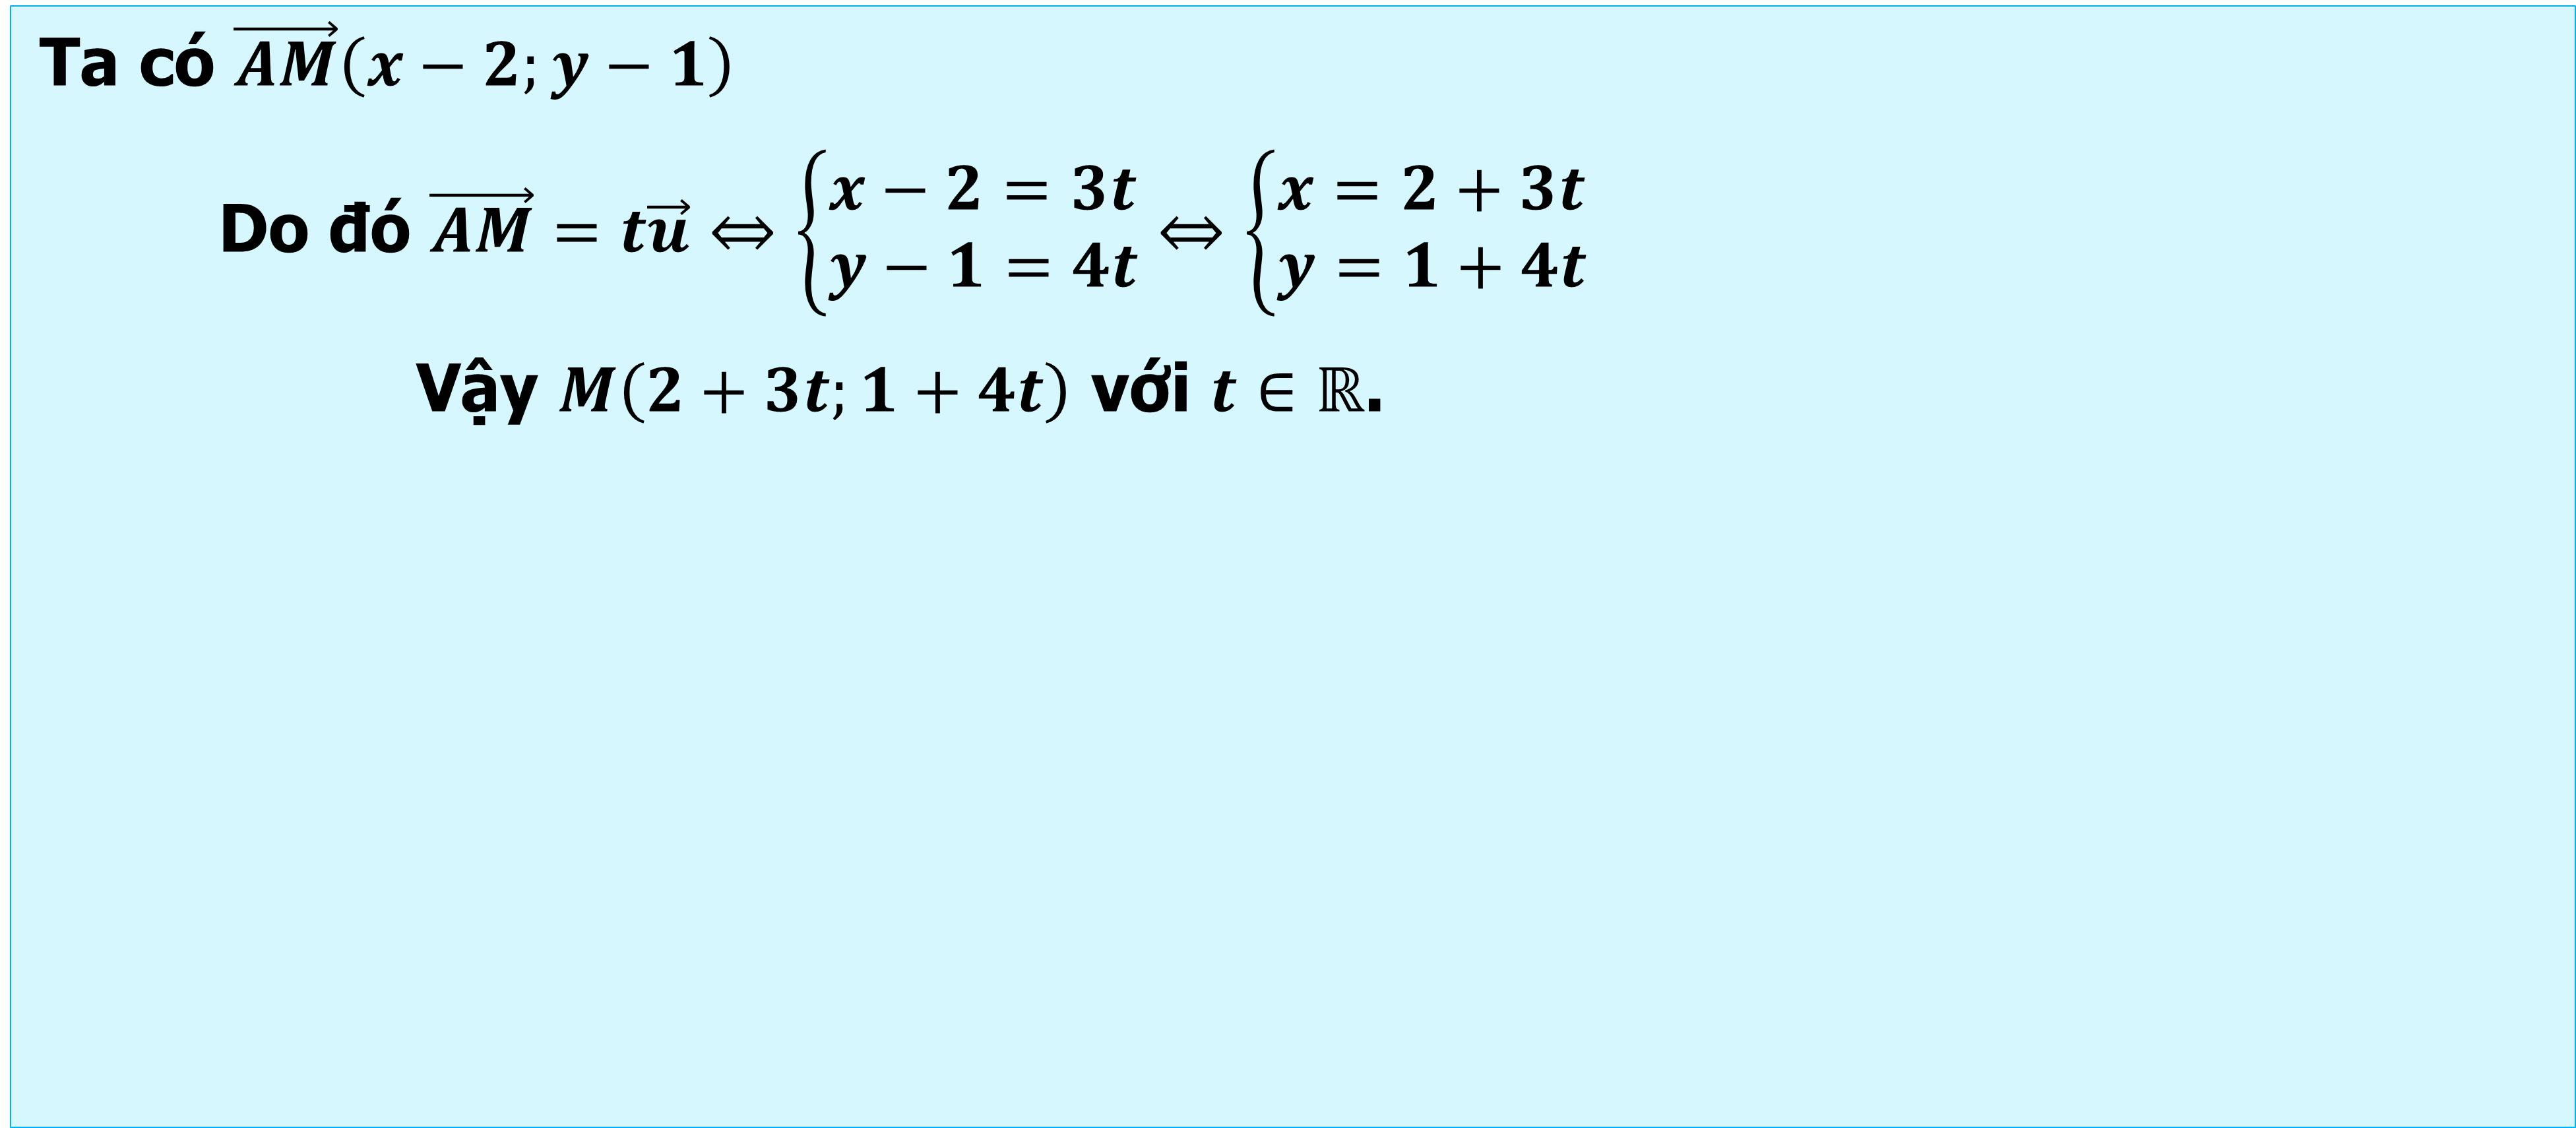 Ta có $\overrightarrow{AM}(x-2; y-1)$
Do đó $\overrightarrow{AM} = t\overrightarrow{u} \Leftrightarrow \begin{cases} x-2=3t \\ y-1=4t \end{cases} \Leftrightarrow \begin{cases} x=2+3t \\ y=1+4t \end{cases}$
Vậy $M(2+3t; 1+4t)$ với $t \in \mathbb{R}$.